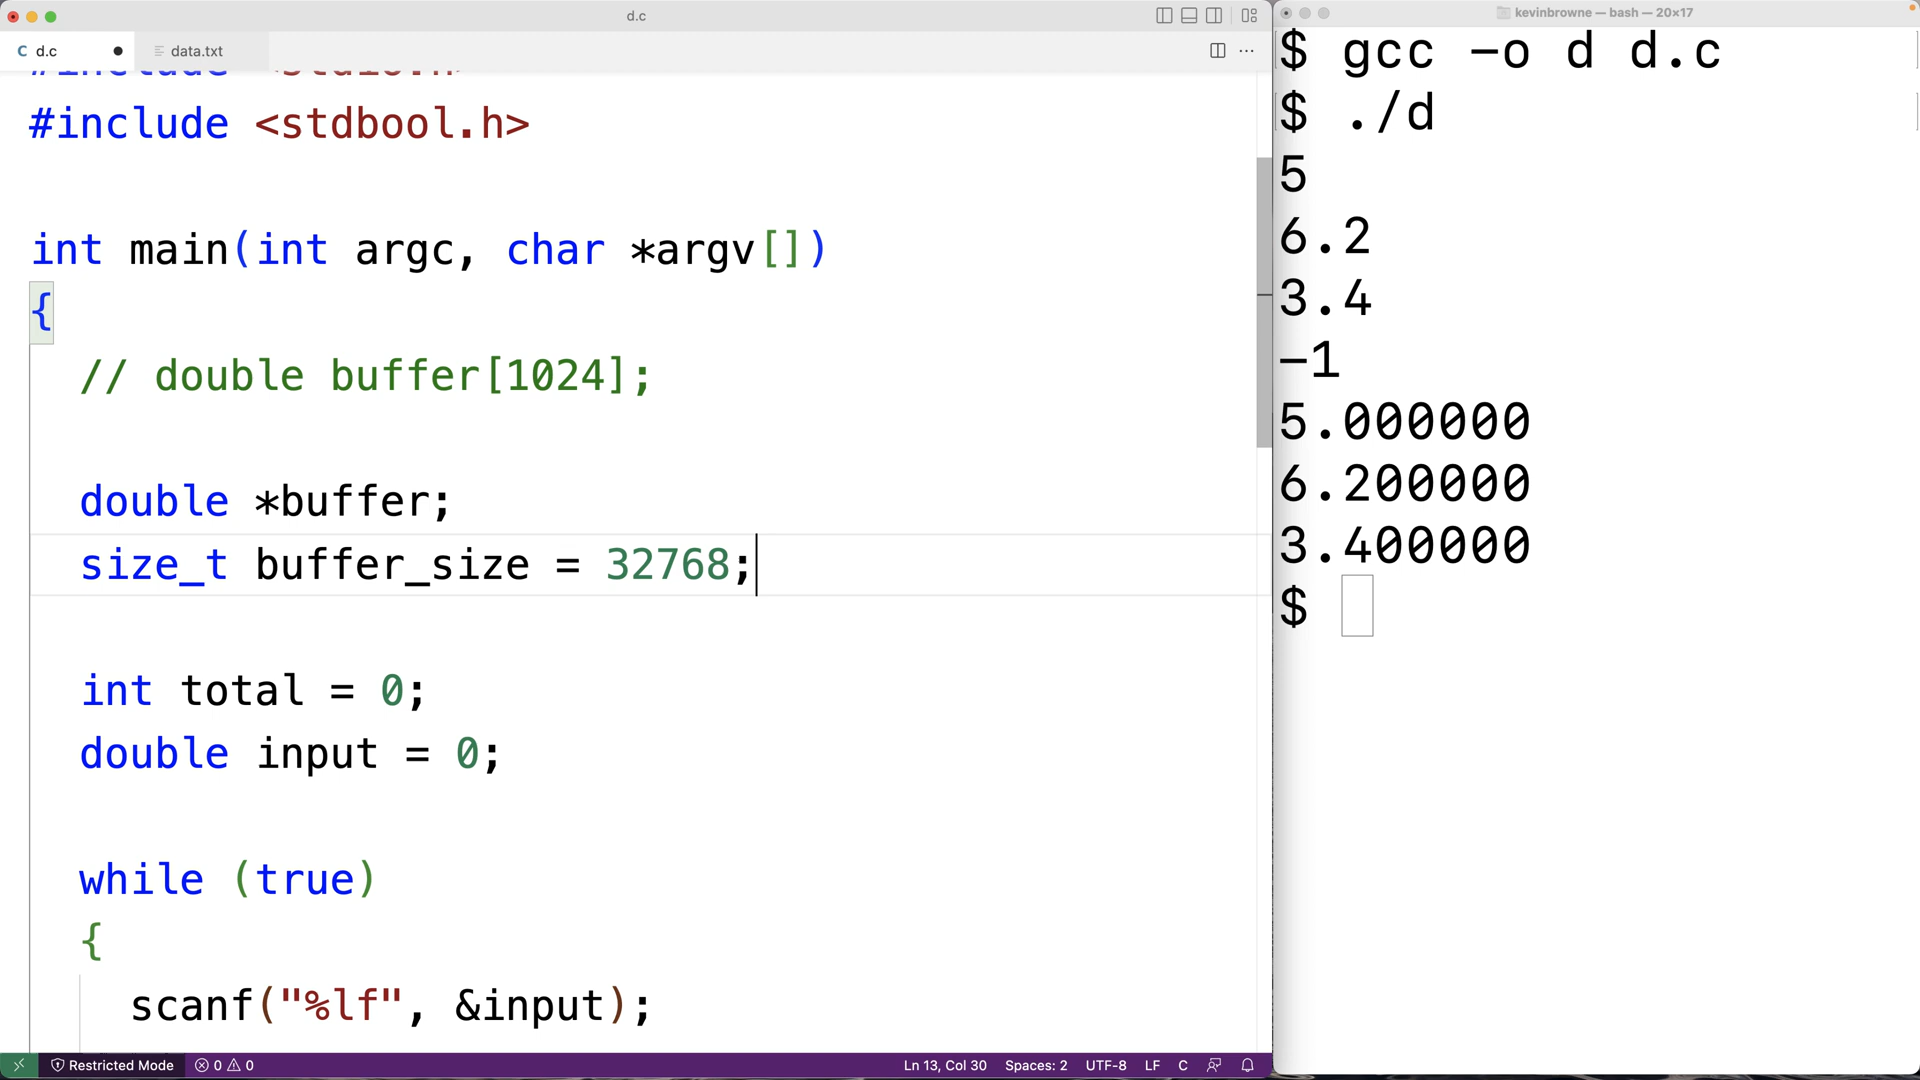 d.c
C d.c
data.txt
#include <stdio.h>
#include <stdbool.h>
int main(int argc, char *argv[])
{
// double buffer[1024];
double *buffer;
size_t buffer_size = 32768;
int total = 0;
double input = 0;
while (true)
{
scanf("%lf", &input);
Restricted Mode 0 0 Ln 13, Col 30 Spaces: 2 UTF-8 LF C
kevinbrowne — bash — 20×17
$ gcc -o d d.c
$ ./d
5
6.2
3.4
-1
5.000000
6.200000
3.400000
$